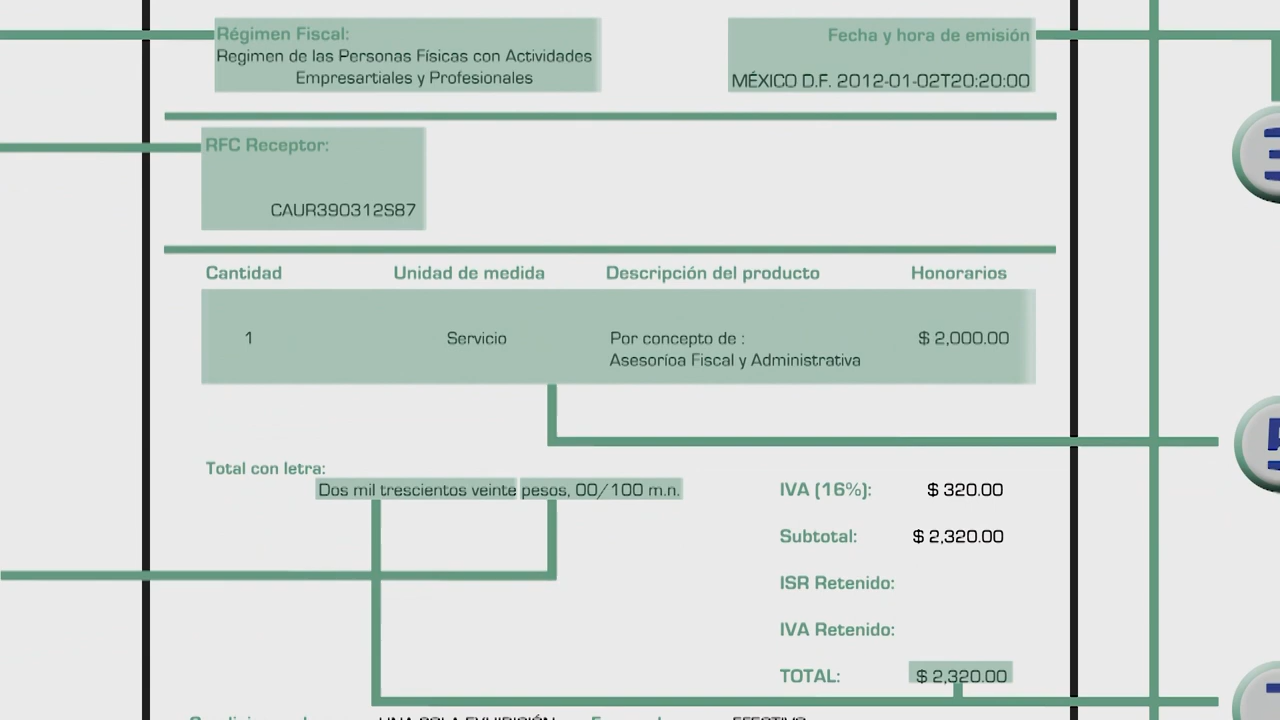 Régimen Fiscal:
Regimen de las Personas Físicas con Actividades
Empresartiales y Profesionales
Fecha y hora de emisión
MÉXICO D.F. 2012-01-02T20:20:00
RFC Receptor:
CAUR390312S87
Cantidad Unidad de medida Descripción del producto Honorarios
1 Servicio Por concepto de : $ 2,000.00
Asesoríoa Fiscal y Administrativa
Total con letra:
Dos mil trescientos veinte pesos, 00/100 m.n.
IVA (16%): $ 320.00
Subtotal: $ 2,320.00
ISR Retenido:
IVA Retenido:
TOTAL: $ 2,320.00